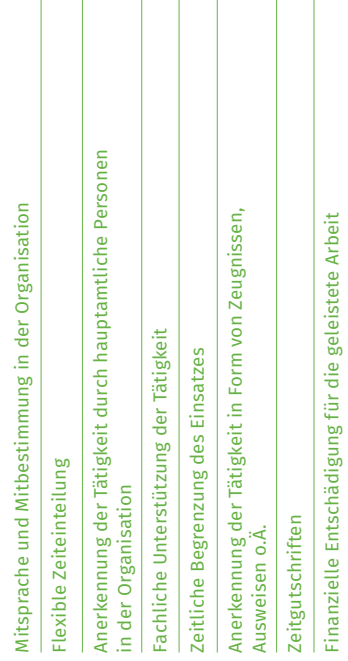 Mitsprache und Mitbestimmung in der Organisation
Flexible Zeiteinteilung
Anerkennung der Tätigkeit durch hauptamtliche Personen
in der Organisation
Fachliche Unterstützung der Tätigkeit
Zeitliche Begrenzung des Einsatzes
Anerkennung der Tätigkeit in Form von Zeugnissen,
Ausweisen o.Ä.
Zeitgutschriften
Finanzielle Entschädigung für die geleistete Arbeit